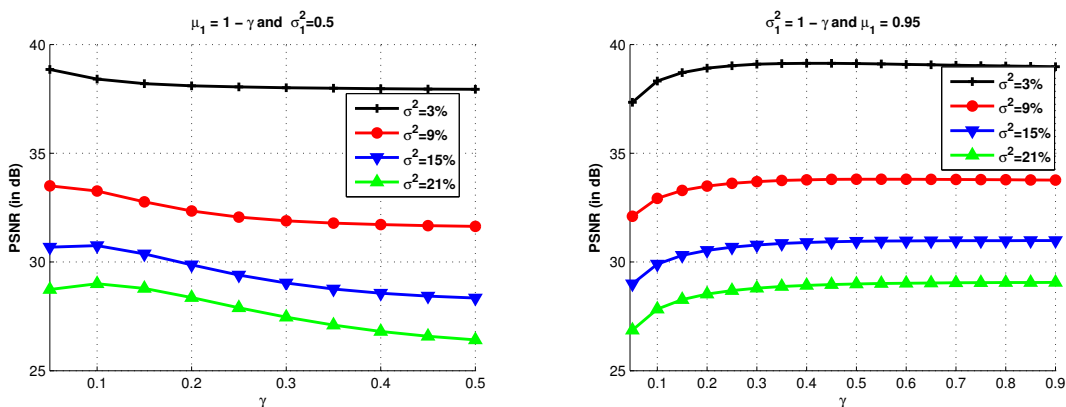 μ₁ = 1 − γ and σ₁²=0.5
PSNR (in dB)
40
35
30
25
0.1 0.2 0.3 0.4 0.5
γ
σ²=3%
σ²=9%
σ²=15%
σ²=21%
σ₁² = 1 − γ and μ₁ = 0.95
PSNR (in dB)
40
35
30
25
0.1 0.2 0.3 0.4 0.5 0.6 0.7 0.8 0.9
γ
σ²=3%
σ²=9%
σ²=15%
σ²=21%